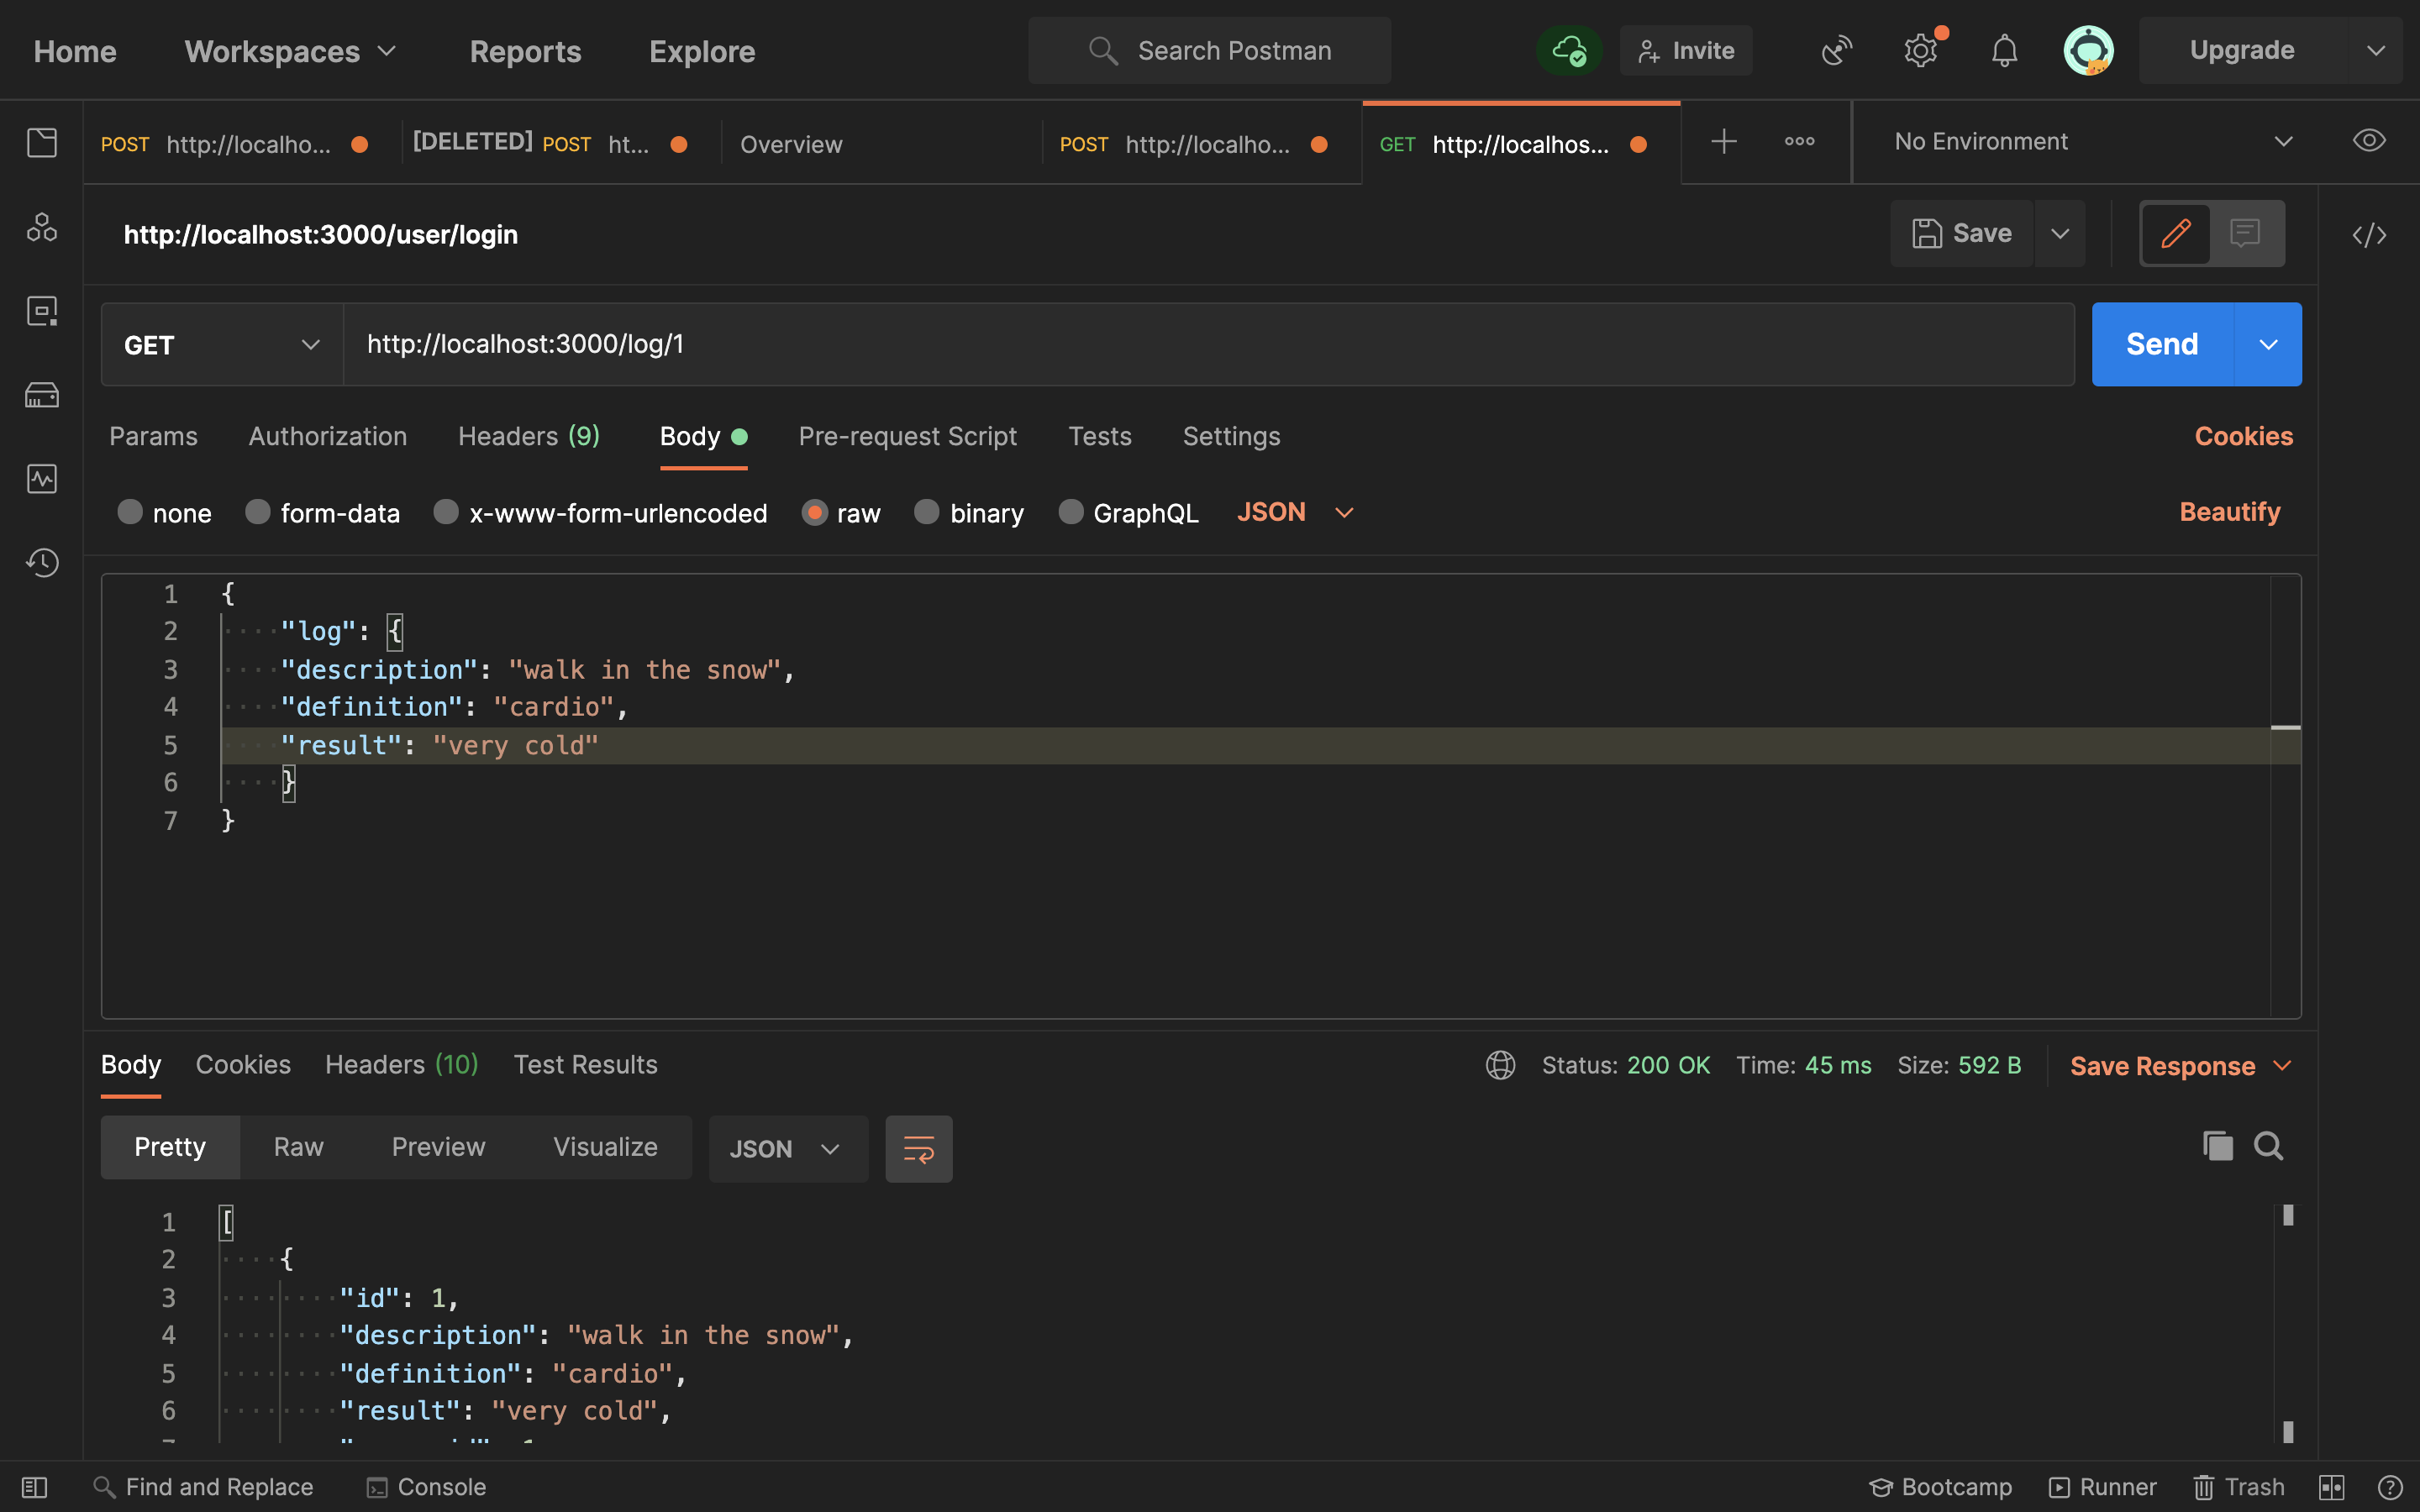 Home Workspaces Reports Explore Search Postman Invite Upgrade
POST http://localho... [DELETED] POST ht... Overview POST http://localho... GET http://localhos... No Environment
http://localhost:3000/user/login Save
GET http://localhost:3000/log/1 Send
Params Authorization Headers (9) Body Pre-request Script Tests Settings Cookies
none form-data x-www-form-urlencoded raw binary GraphQL JSON Beautify
1 {
2 "log": {
3 "description": "walk in the snow",
4 "definition": "cardio",
5 "result": "very cold"
6 }
7 }
Body Cookies Headers (10) Test Results Status: 200 OK Time: 45 ms Size: 592 B Save Response
Pretty Raw Preview Visualize JSON
1 [
2 {
3 "id": 1,
4 "description": "walk in the snow",
5 "definition": "cardio",
6 "result": "very cold",
Find and Replace Console Bootcamp Runner Trash